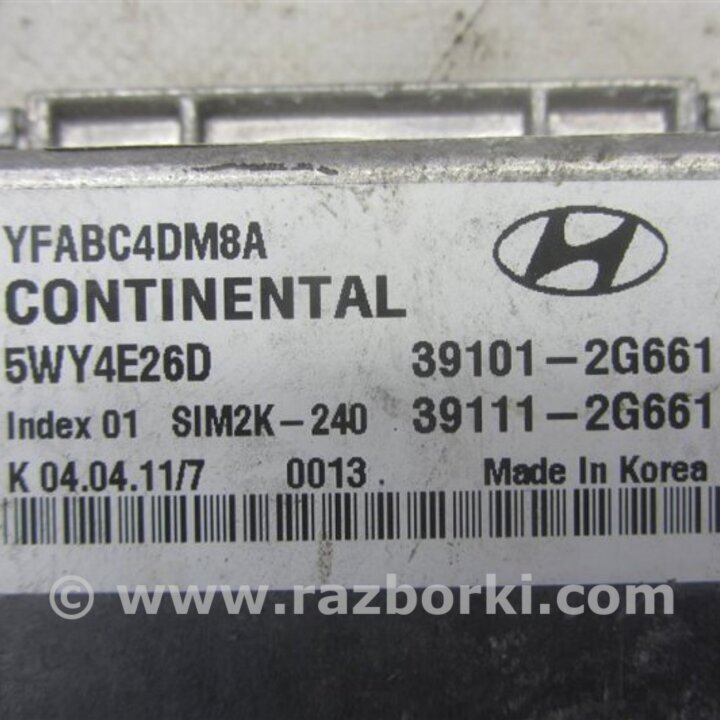 YFABC4DM8A
CONTINENTAL
5WY4E26D 39101-2G661
Index 01 SIM2K-240 39111-2G661
K 04.04.11/7 0013 Made In Korea
© www.razborki.com